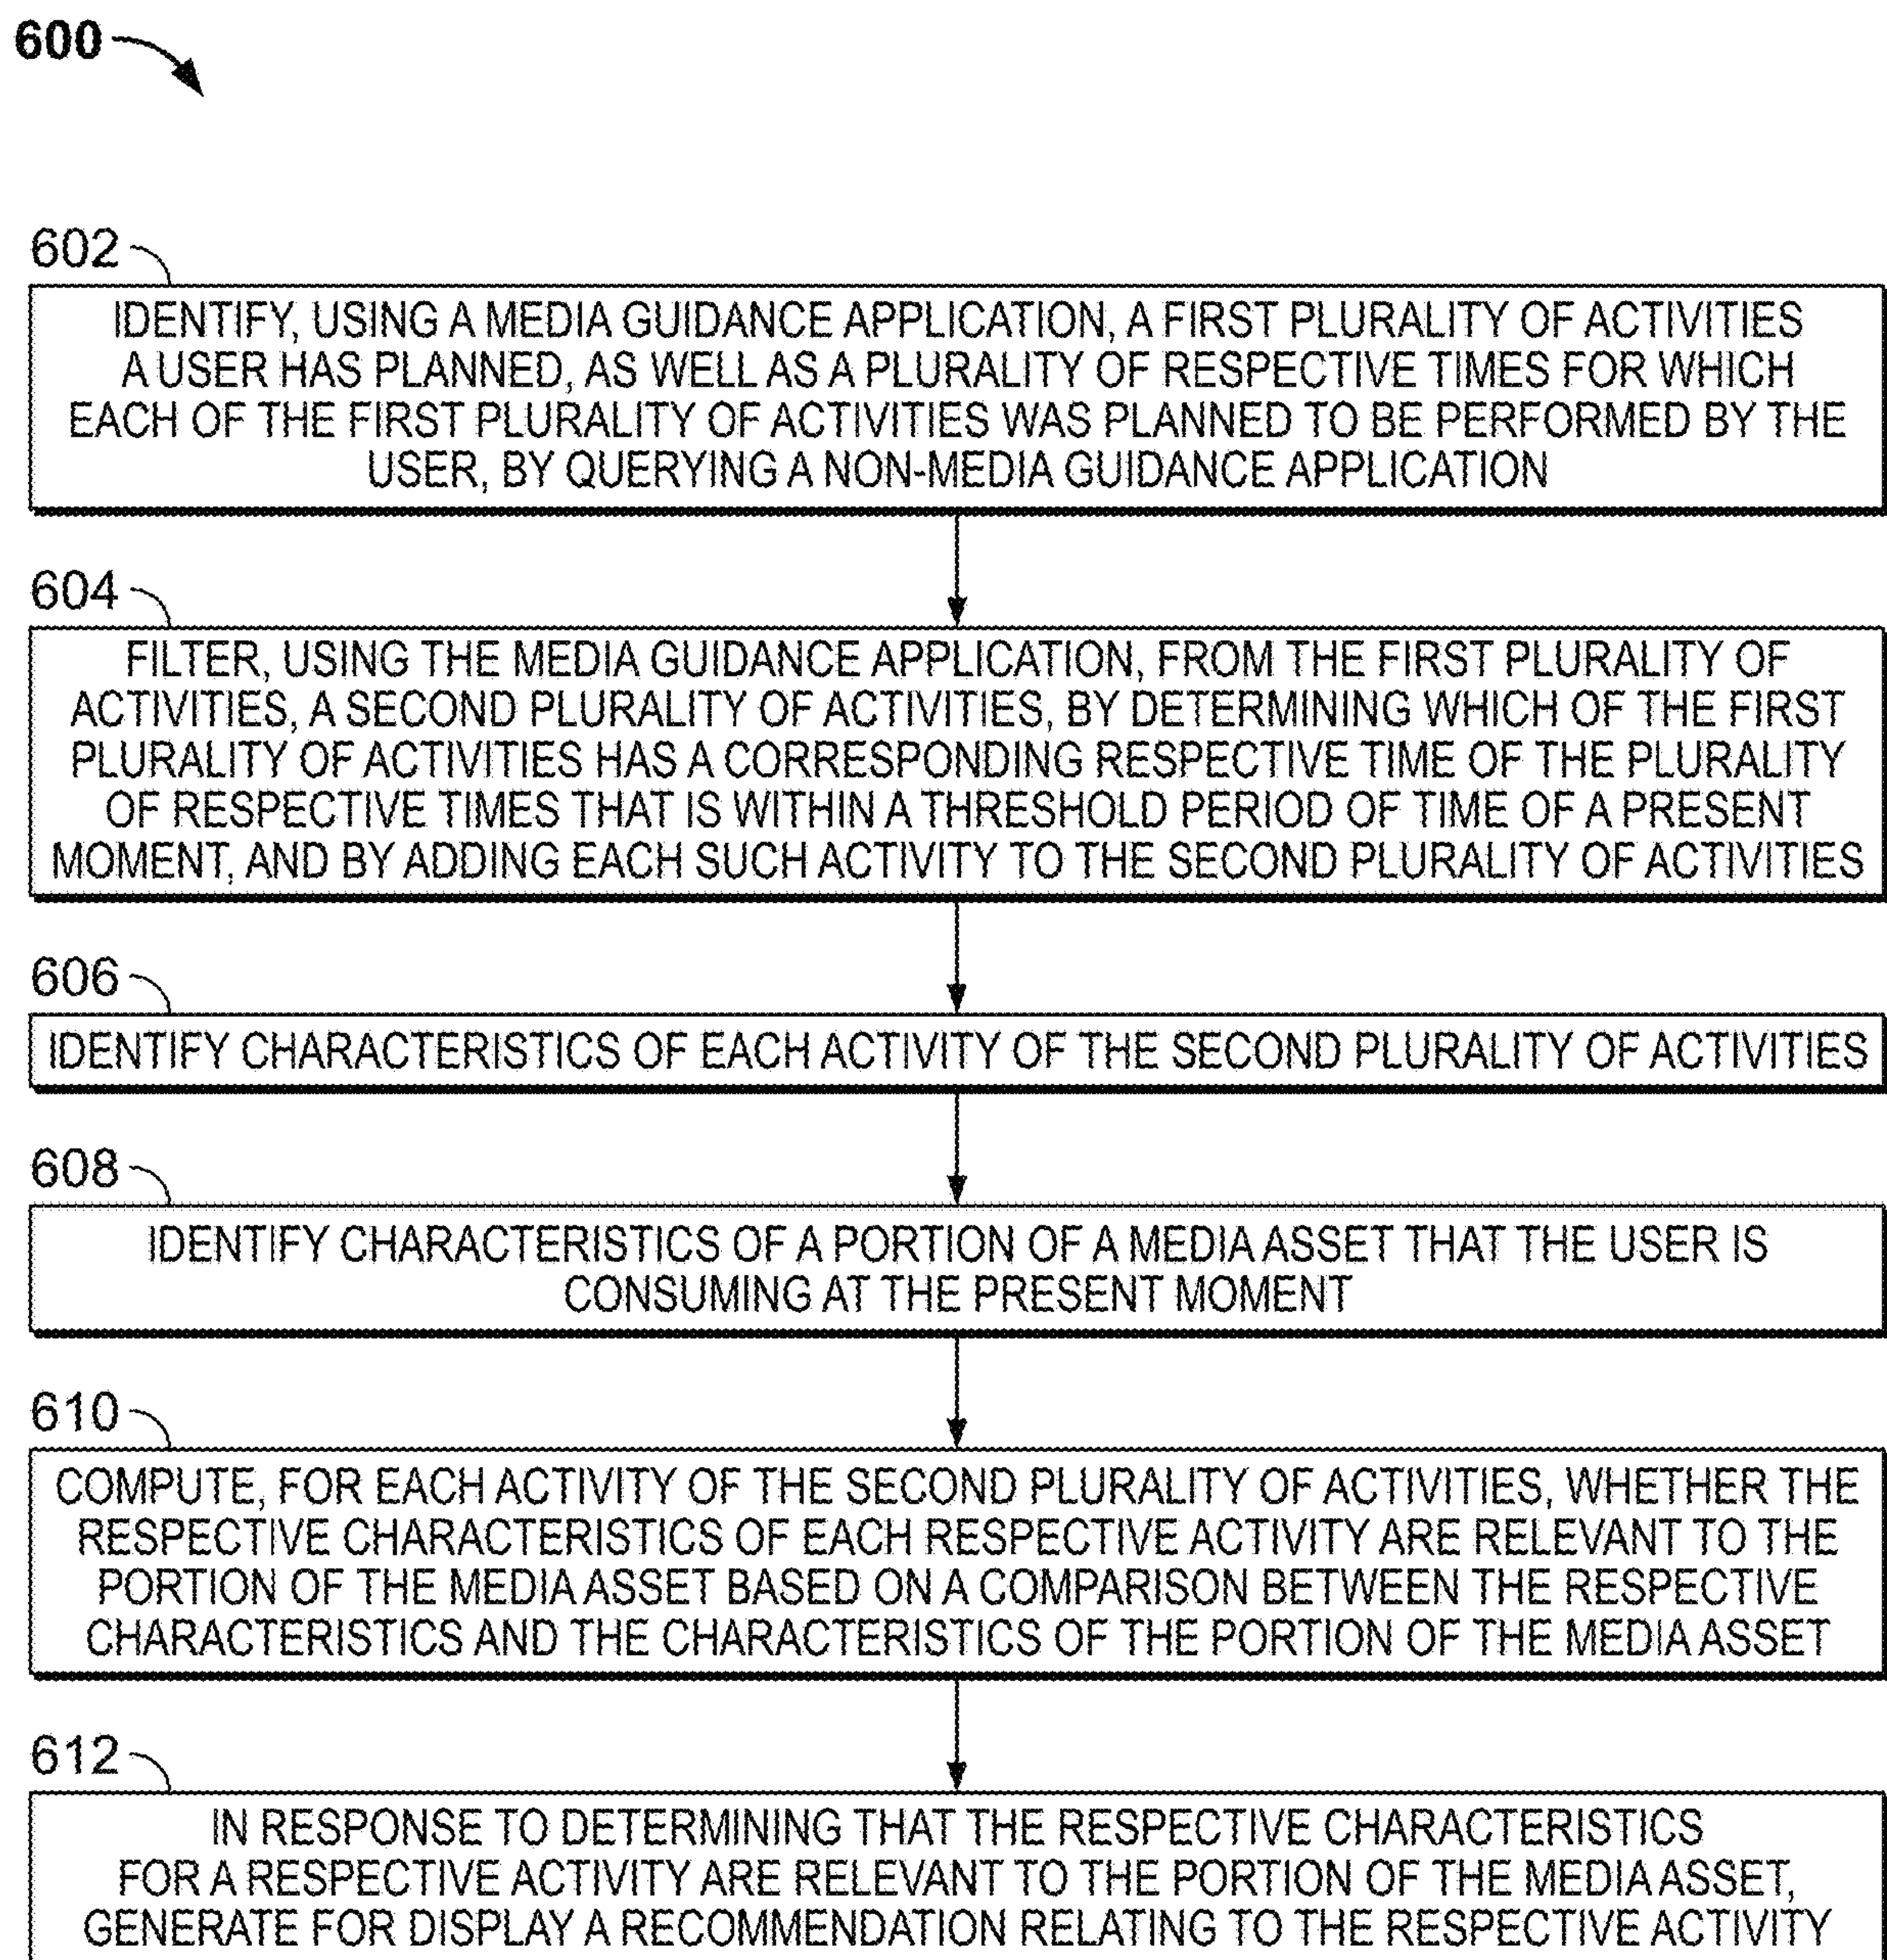 600
602
IDENTIFY, USING A MEDIA GUIDANCE APPLICATION, A FIRST PLURALITY OF ACTIVITIES
A USER HAS PLANNED, AS WELL AS A PLURALITY OF RESPECTIVE TIMES FOR WHICH
EACH OF THE FIRST PLURALITY OF ACTIVITIES WAS PLANNED TO BE PERFORMED BY THE
USER, BY QUERYING A NON-MEDIA GUIDANCE APPLICATION
604
FILTER, USING THE MEDIA GUIDANCE APPLICATION, FROM THE FIRST PLURALITY OF
ACTIVITIES, A SECOND PLURALITY OF ACTIVITIES, BY DETERMINING WHICH OF THE FIRST
PLURALITY OF ACTIVITIES HAS A CORRESPONDING RESPECTIVE TIME OF THE PLURALITY
OF RESPECTIVE TIMES THAT IS WITHIN A THRESHOLD PERIOD OF TIME OF A PRESENT
MOMENT, AND BY ADDING EACH SUCH ACTIVITY TO THE SECOND PLURALITY OF ACTIVITIES
606
IDENTIFY CHARACTERISTICS OF EACH ACTIVITY OF THE SECOND PLURALITY OF ACTIVITIES
608
IDENTIFY CHARACTERISTICS OF A PORTION OF A MEDIA ASSET THAT THE USER IS
CONSUMING AT THE PRESENT MOMENT
610
COMPUTE, FOR EACH ACTIVITY OF THE SECOND PLURALITY OF ACTIVITIES, WHETHER THE
RESPECTIVE CHARACTERISTICS OF EACH RESPECTIVE ACTIVITY ARE RELEVANT TO THE
PORTION OF THE MEDIA ASSET BASED ON A COMPARISON BETWEEN THE RESPECTIVE
CHARACTERISTICS AND THE CHARACTERISTICS OF THE PORTION OF THE MEDIA ASSET
612
IN RESPONSE TO DETERMINING THAT THE RESPECTIVE CHARACTERISTICS
FOR A RESPECTIVE ACTIVITY ARE RELEVANT TO THE PORTION OF THE MEDIA ASSET,
GENERATE FOR DISPLAY A RECOMMENDATION RELATING TO THE RESPECTIVE ACTIVITY